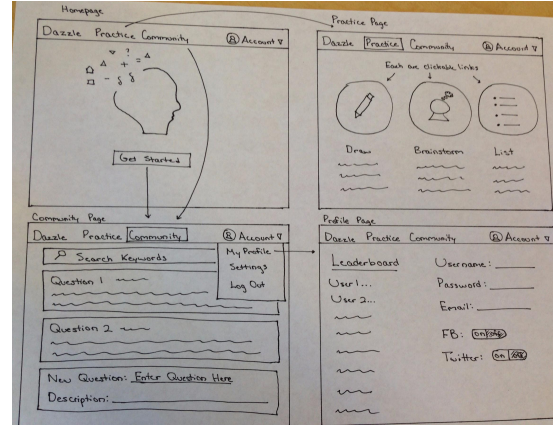 Homepage
Dazzle Practice Community Account
? + = -
Get Started
Practice Page
Dazzle Practice Community Account
Each are clickable links
Draw Brainstorm List
Community Page
Dazzle Practice Community Account
Search Keywords
My Profile
Settings
Log Out
Question 1
Question 2
New Question: Enter Question Here
Description:
Profile Page
Dazzle Practice Community Account
Leaderboard
User 1...
User 2...
Username:
Password:
Email:
FB: on off
Twitter: on off